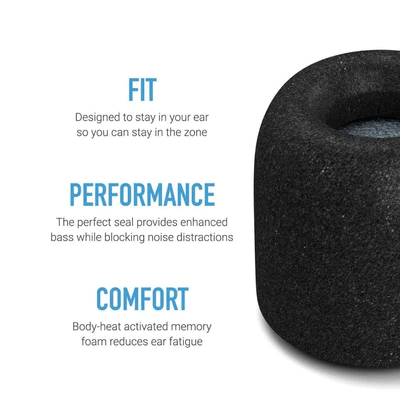 FIT
Designed to stay in your ear
so you can stay in the zone
PERFORMANCE
The perfect seal provides enhanced
bass while blocking noise distractions
COMFORT
Body-heat activated memory
foam reduces ear fatigue